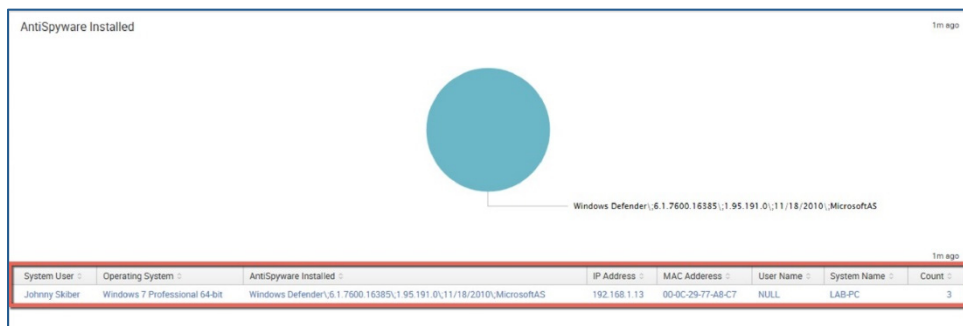 AntiSpyware Installed
1m ago
Windows Defender\;6.1.7600.16385\;1.95.191.0\;11/18/2010\;MicrosoftAS
1m ago
System User Operating System AntiSpyware Installed IP Address MAC Adderess User Name System Name Count
Johnny Skiber Windows 7 Professional 64-bit Windows Defender\;6.1.7600.16385\;1.95.191.0\;11/18/2010\;MicrosoftAS 192.168.1.13 00-0C-29-77-A8-C7 NULL LAB-PC 3